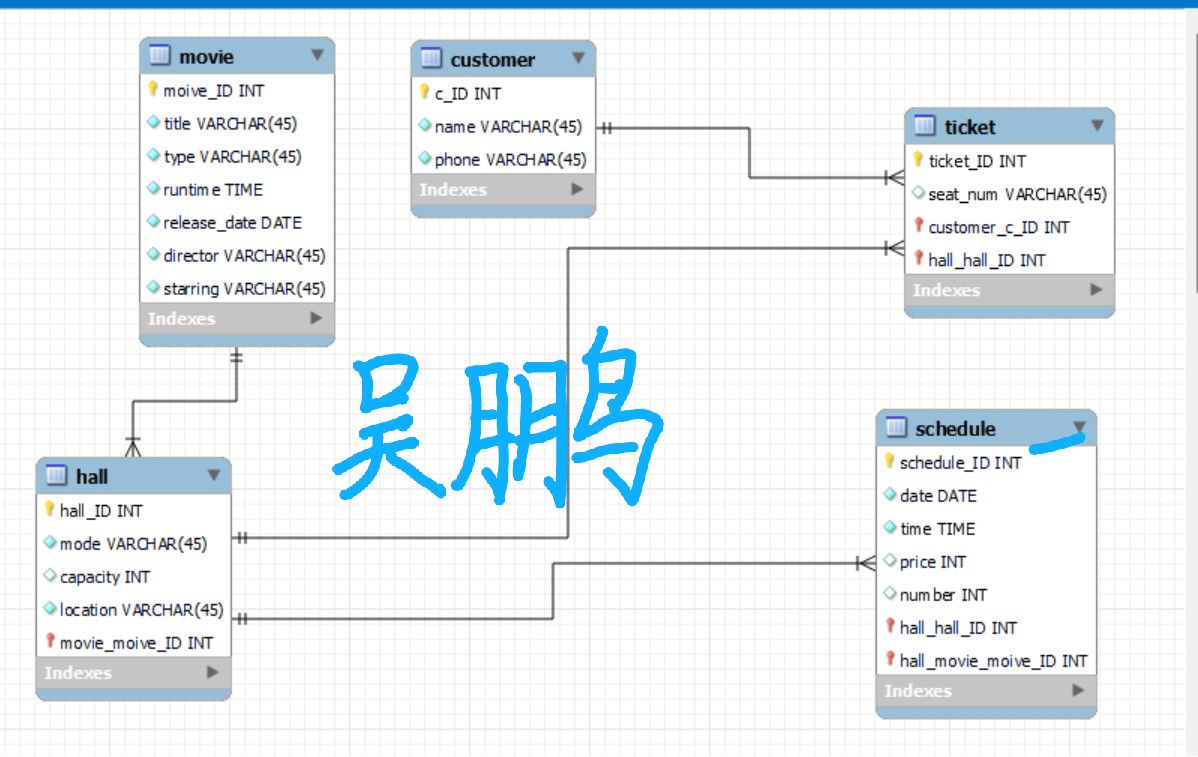 movie
moive_ID INT
title VARCHAR(45)
type VARCHAR(45)
runtime TIME
release_date DATE
director VARCHAR(45)
starring VARCHAR(45)
Indexes
customer
c_ID INT
name VARCHAR(45)
phone VARCHAR(45)
Indexes
ticket
ticket_ID INT
seat_num VARCHAR(45)
customer_c_ID INT
hall_hall_ID INT
Indexes
吴鹏
hall
hall_ID INT
mode VARCHAR(45)
capacity INT
location VARCHAR(45)
movie_moive_ID INT
Indexes
schedule
schedule_ID INT
date DATE
time TIME
price INT
number INT
hall_hall_ID INT
hall_movie_moive_ID INT
Indexes